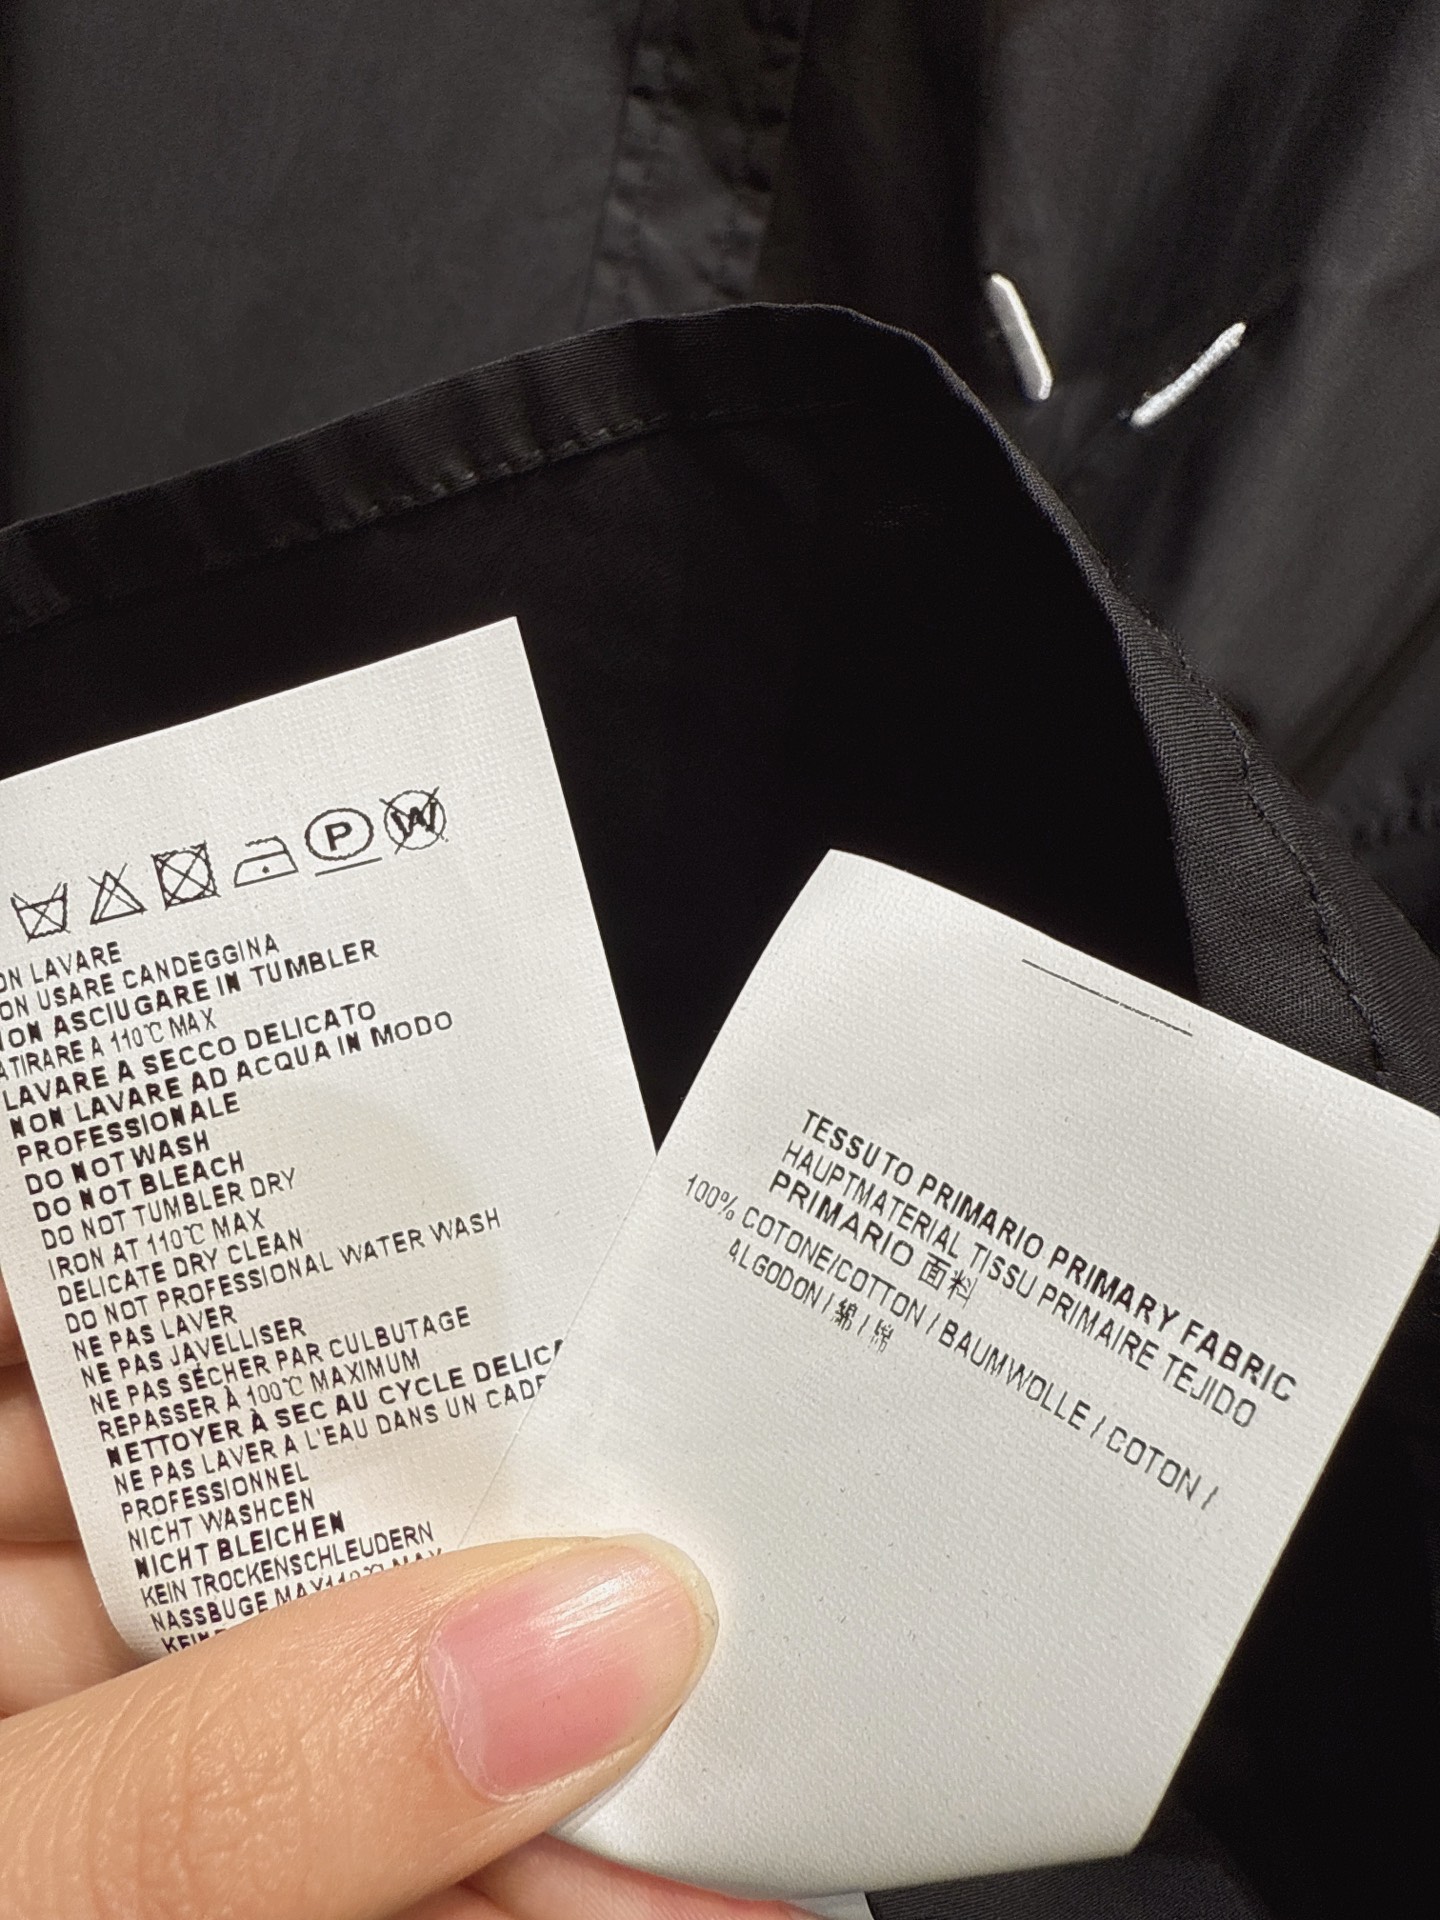 P W
ON LAVARE
ON USARE CANDEGGINA
NON ASCIUGARE IN TUMBLER
ATIRARE A 110℃ MAX
LAVARE A SECCO DELICATO
NON LAVARE AD ACQUA IN MODO
PROFESSIONALE
DO NOT WASH
DO NOT BLEACH
DO NOT TUMBLER DRY
IRON AT 110℃ MAX
DELICATE DRY CLEAN
DO NOT PROFESSIONAL WATER WASH
NE PAS LAVER
NE PAS JAVELLISER
NE PAS SÉCHER PAR CULBUTAGE
REPASSER À 100℃ MAXIMUM
NETTOYER À SEC AU CYCLE DELICA
NE PAS LAVER A L'EAU DANS UN CADR
PROFESSIONNEL
NICHT WASHCEN
NICHT BLEICHEN
KEIN TROCKENSCHLEUDERN
NASSBUGE MAX110℃ MAX
TESSUTO PRIMARIO PRIMARY FABRIC
HAUPTMATERIAL TISSU PRIMAIRE TEJIDO
PRIMARIO 面料
100% COTONE/COTTON / BAUMWOLLE / COTON /
ALGODON / 綿 / 棉